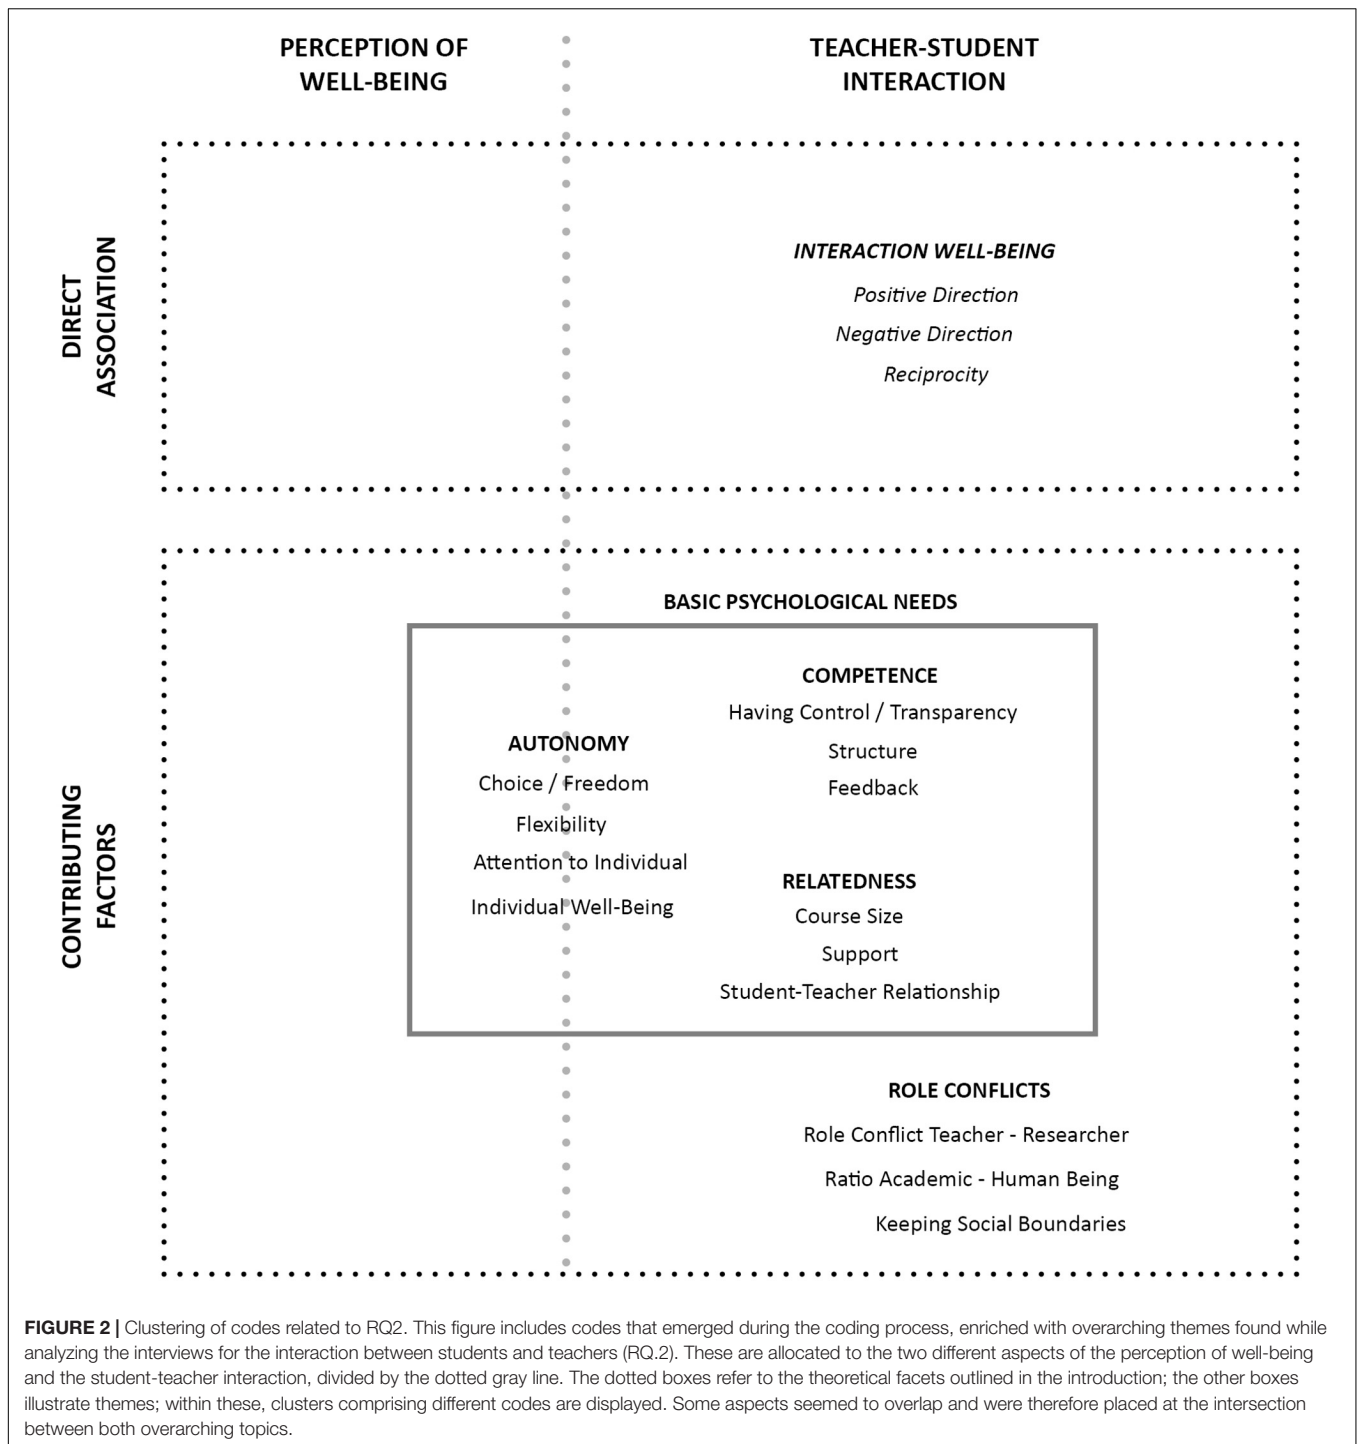 PERCEPTION OF
WELL-BEING
TEACHER-STUDENT
INTERACTION
DIRECT
ASSOCIATION
INTERACTION WELL-BEING
Positive Direction
Negative Direction
Reciprocity
CONTRIBUTING
FACTORS
BASIC PSYCHOLOGICAL NEEDS
AUTONOMY
Choice / Freedom
Flexibility
Attention to Individual
Individual Well-Being
COMPETENCE
Having Control / Transparency
Structure
Feedback
RELATEDNESS
Course Size
Support
Student-Teacher Relationship
ROLE CONFLICTS
Role Conflict Teacher - Researcher
Ratio Academic - Human Being
Keeping Social Boundaries
FIGURE 2 | Clustering of codes related to RQ2. This figure includes codes that emerged during the coding process, enriched with overarching themes found while
analyzing the interviews for the interaction between students and teachers (RQ.2). These are allocated to the two different aspects of the perception of well-being
and the student-teacher interaction, divided by the dotted gray line. The dotted boxes refer to the theoretical facets outlined in the introduction; the other boxes
illustrate themes; within these, clusters comprising different codes are displayed. Some aspects seemed to overlap and were therefore placed at the intersection
between both overarching topics.